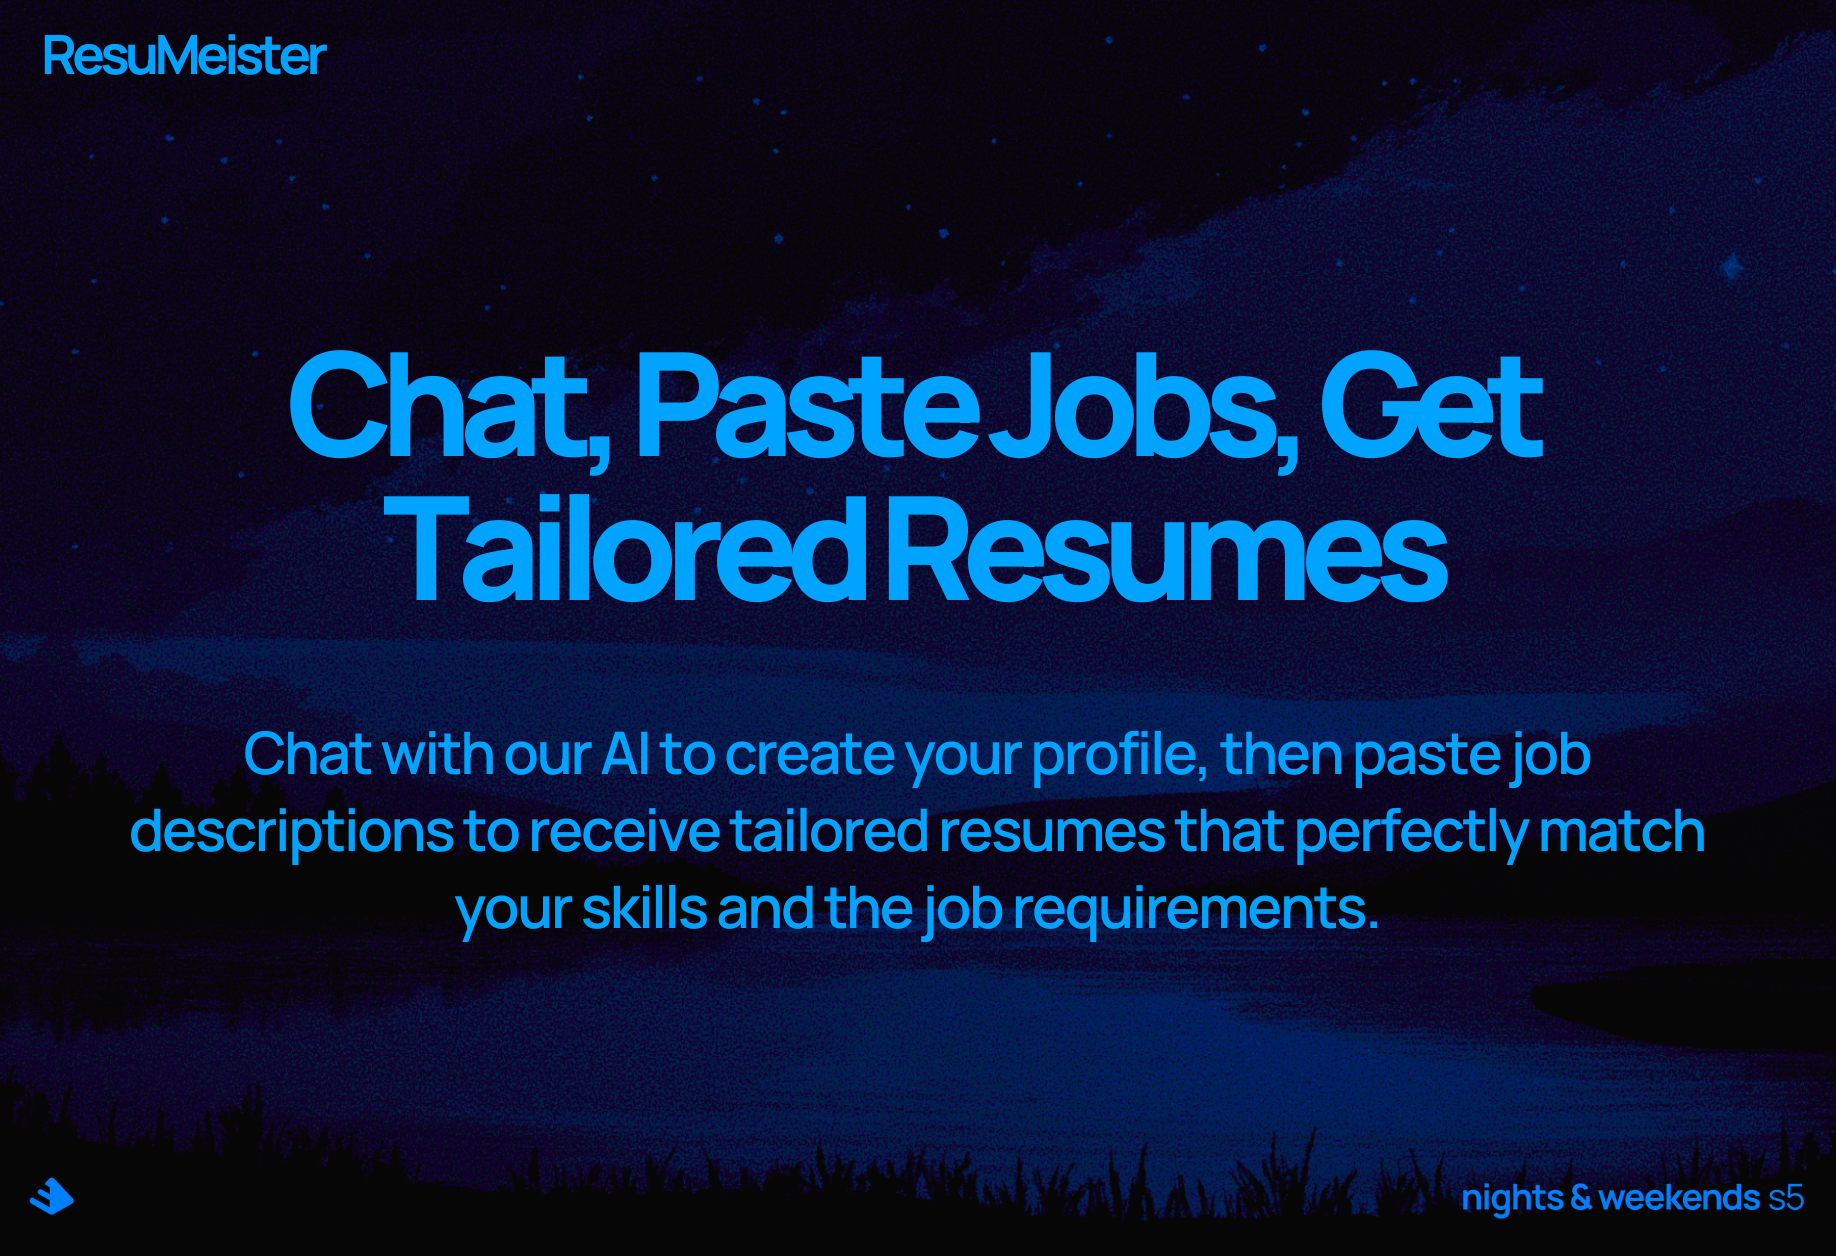 ResuMeister
Chat, Paste Jobs, Get
Tailored Resumes
Chat with our AI to create your profile, then paste job
descriptions to receive tailored resumes that perfectly match
your skills and the job requirements.
nights & weekends s5